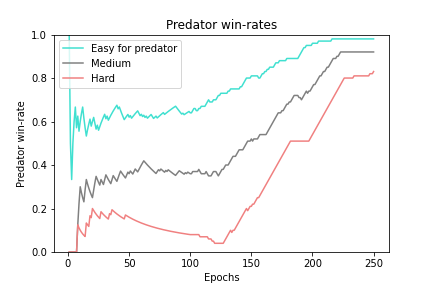 Predator win-rates
Predator win-rate
1.0
0.8
0.6
0.4
0.2
0.0
Easy for predator
Medium
Hard
0
50
100
150
200
250
Epochs